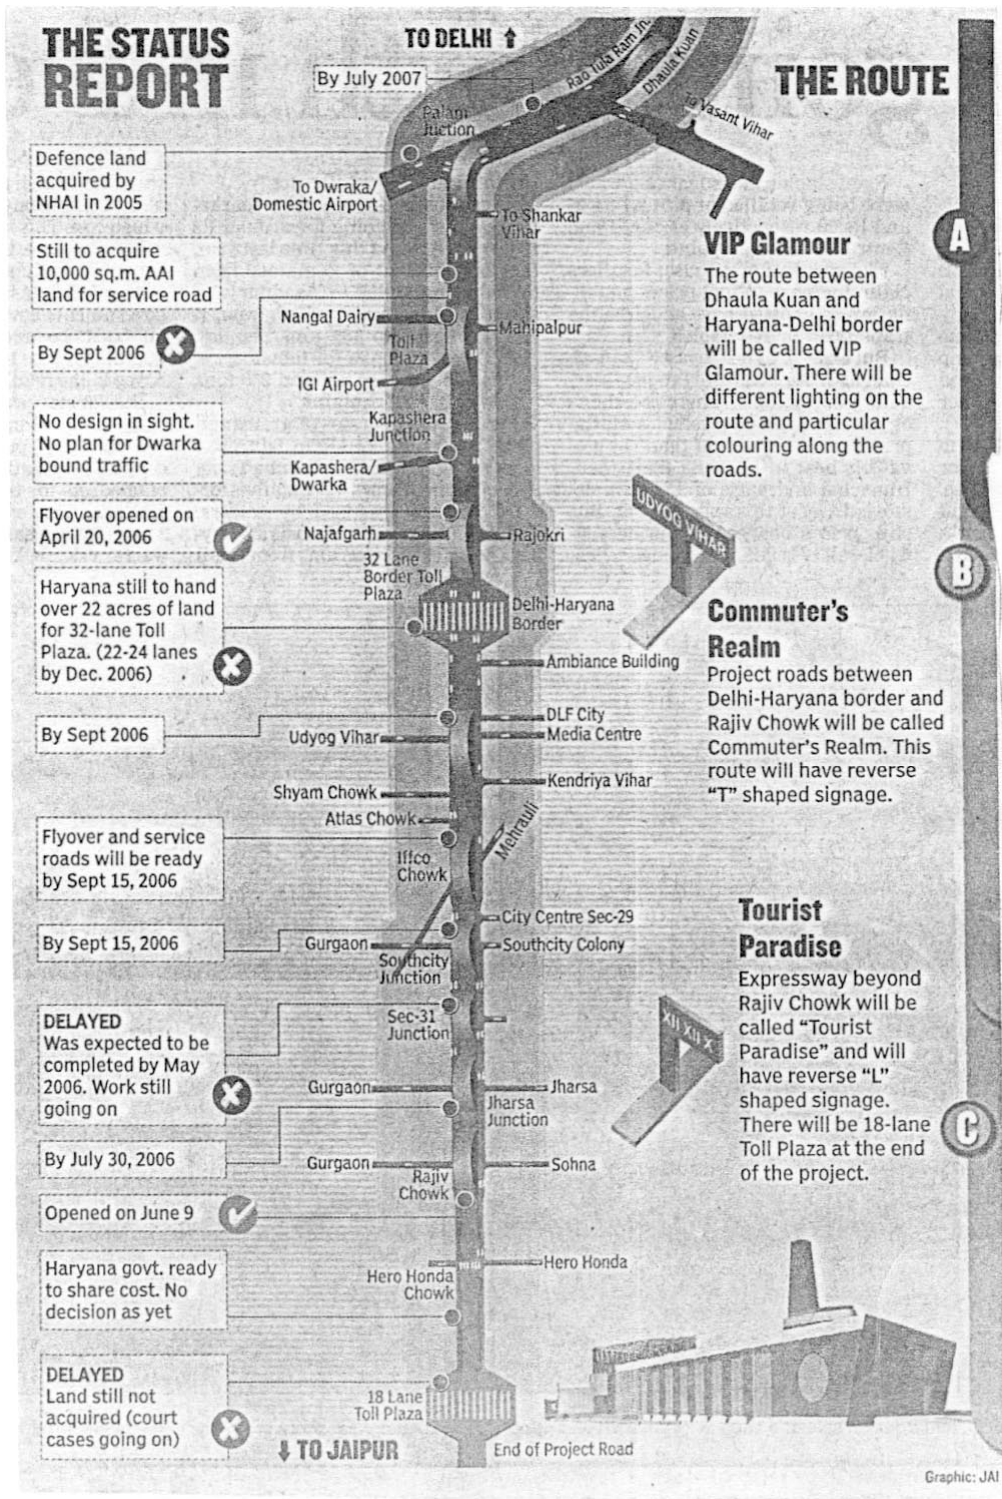 THE STATUS
REPORT
TO DELHI
THE ROUTE
By July 2007
Rao Tula Ram Jn.
Dhaula Kuan
To Vasant Vihar
Palam
Juction
Defence land
acquired by
NHAI in 2005
To Dwraka/
Domestic Airport
To Shankar
Vihar
Still to acquire
10,000 sq.m. AAI
land for service road
Nangal Dairy
Mahipalpur
By Sept 2006
Toll
Plaza
IGI Airport
No design in sight.
No plan for Dwarka
bound traffic
Kapashera
Junction
Kapashera/
Dwarka
Flyover opened on
April 20, 2006
Najafgarh
Rajokri
Haryana still to hand
over 22 acres of land
for 32-lane Toll
Plaza. (22-24 lanes
by Dec. 2006)
32 Lane
Border Toll
Plaza
Delhi-Haryana
Border
Ambiance Building
By Sept 2006
DLF City
Udyog Vihar
Media Centre
Shyam Chowk
Kendriya Vihar
Atlas Chowk
Mehrauli
Flyover and service
roads will be ready
by Sept 15, 2006
Iffco
Chowk
City Centre Sec-29
By Sept 15, 2006
Gurgaon
Southcity Colony
Southcity
Junction
DELAYED
Was expected to be
completed by May
2006. Work still
going on
Sec-31
Junction
Gurgaon
Jharsa
Jharsa
Junction
By July 30, 2006
Gurgaon
Sohna
Rajiv
Chowk
Opened on June 9
Haryana govt. ready
to share cost. No
decision as yet
Hero Honda
Hero Honda
Chowk
DELAYED
Land still not
acquired (court
cases going on)
18 Lane
Toll Plaza
TO JAIPUR
End of Project Road
A
VIP Glamour
The route between
Dhaula Kuan and
Haryana-Delhi border
will be called VIP
Glamour. There will be
different lighting on the
route and particular
colouring along the
roads.
UDYOG VIHAR
B
Commuter's
Realm
Project roads between
Delhi-Haryana border and
Rajiv Chowk will be called
Commuter's Realm. This
route will have reverse
“T” shaped signage.
Tourist
Paradise
Expressway beyond
Rajiv Chowk will be
called “Tourist
Paradise” and will
have reverse “L”
shaped signage.
There will be 18-lane
Toll Plaza at the end
of the project.
XII XII X
C
Graphic: JAI